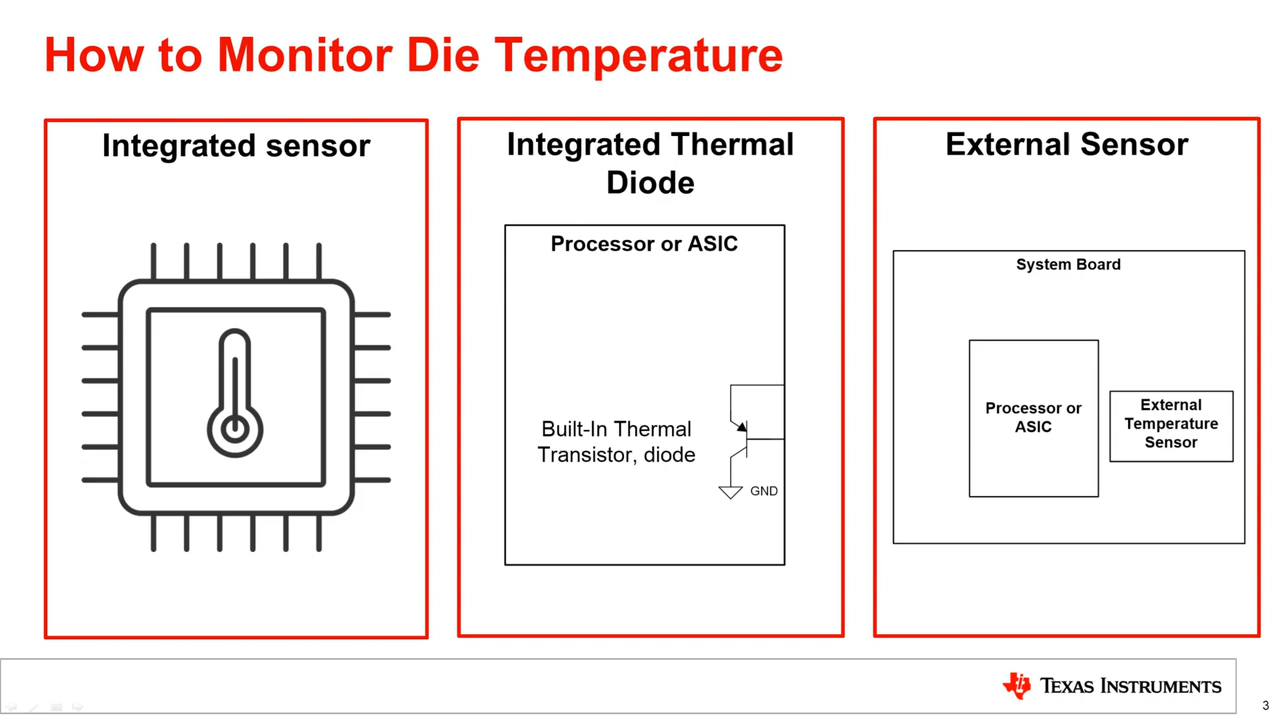 How to Monitor Die Temperature
Integrated sensor
Integrated Thermal
Diode
Processor or ASIC
Built-In Thermal
Transistor, diode
GND
External Sensor
System Board
Processor or
ASIC
External
Temperature
Sensor
TEXAS INSTRUMENTS
3